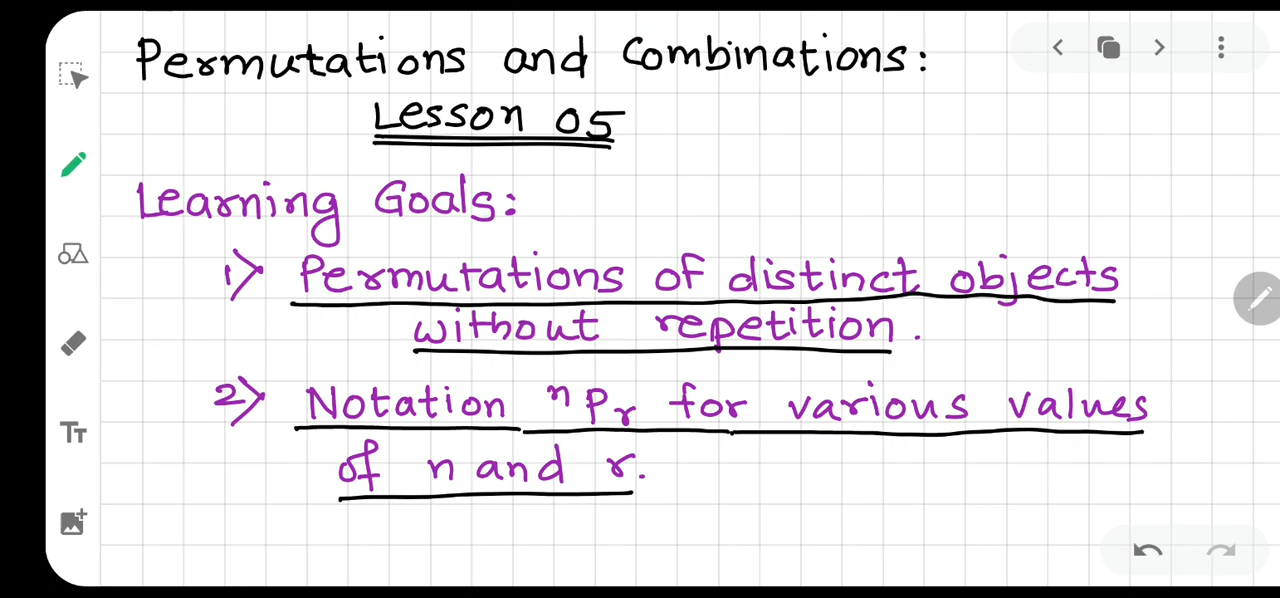 Permutations and Combinations:
Lesson 05
Learning Goals:
1) Permutations of distinct objects
without repetition.
2) Notation ⁿPᵣ for various values
of n and r.
TT